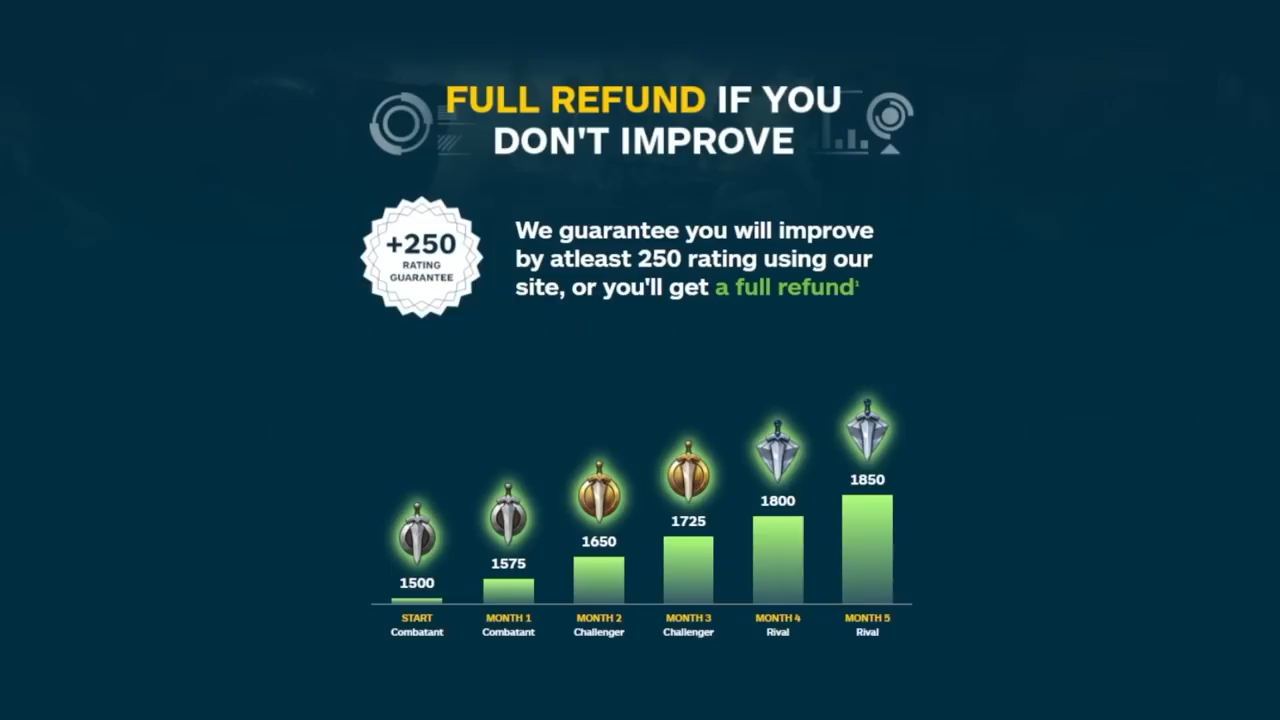 FULL REFUND IF YOU
DON'T IMPROVE
+250
RATING
GUARANTEE
We guarantee you will improve
by atleast 250 rating using our
site, or you'll get a full refund¹
1500
1575
1650
1725
1800
1850
START
Combatant
MONTH 1
Combatant
MONTH 2
Challenger
MONTH 3
Challenger
MONTH 4
Rival
MONTH 5
Rival